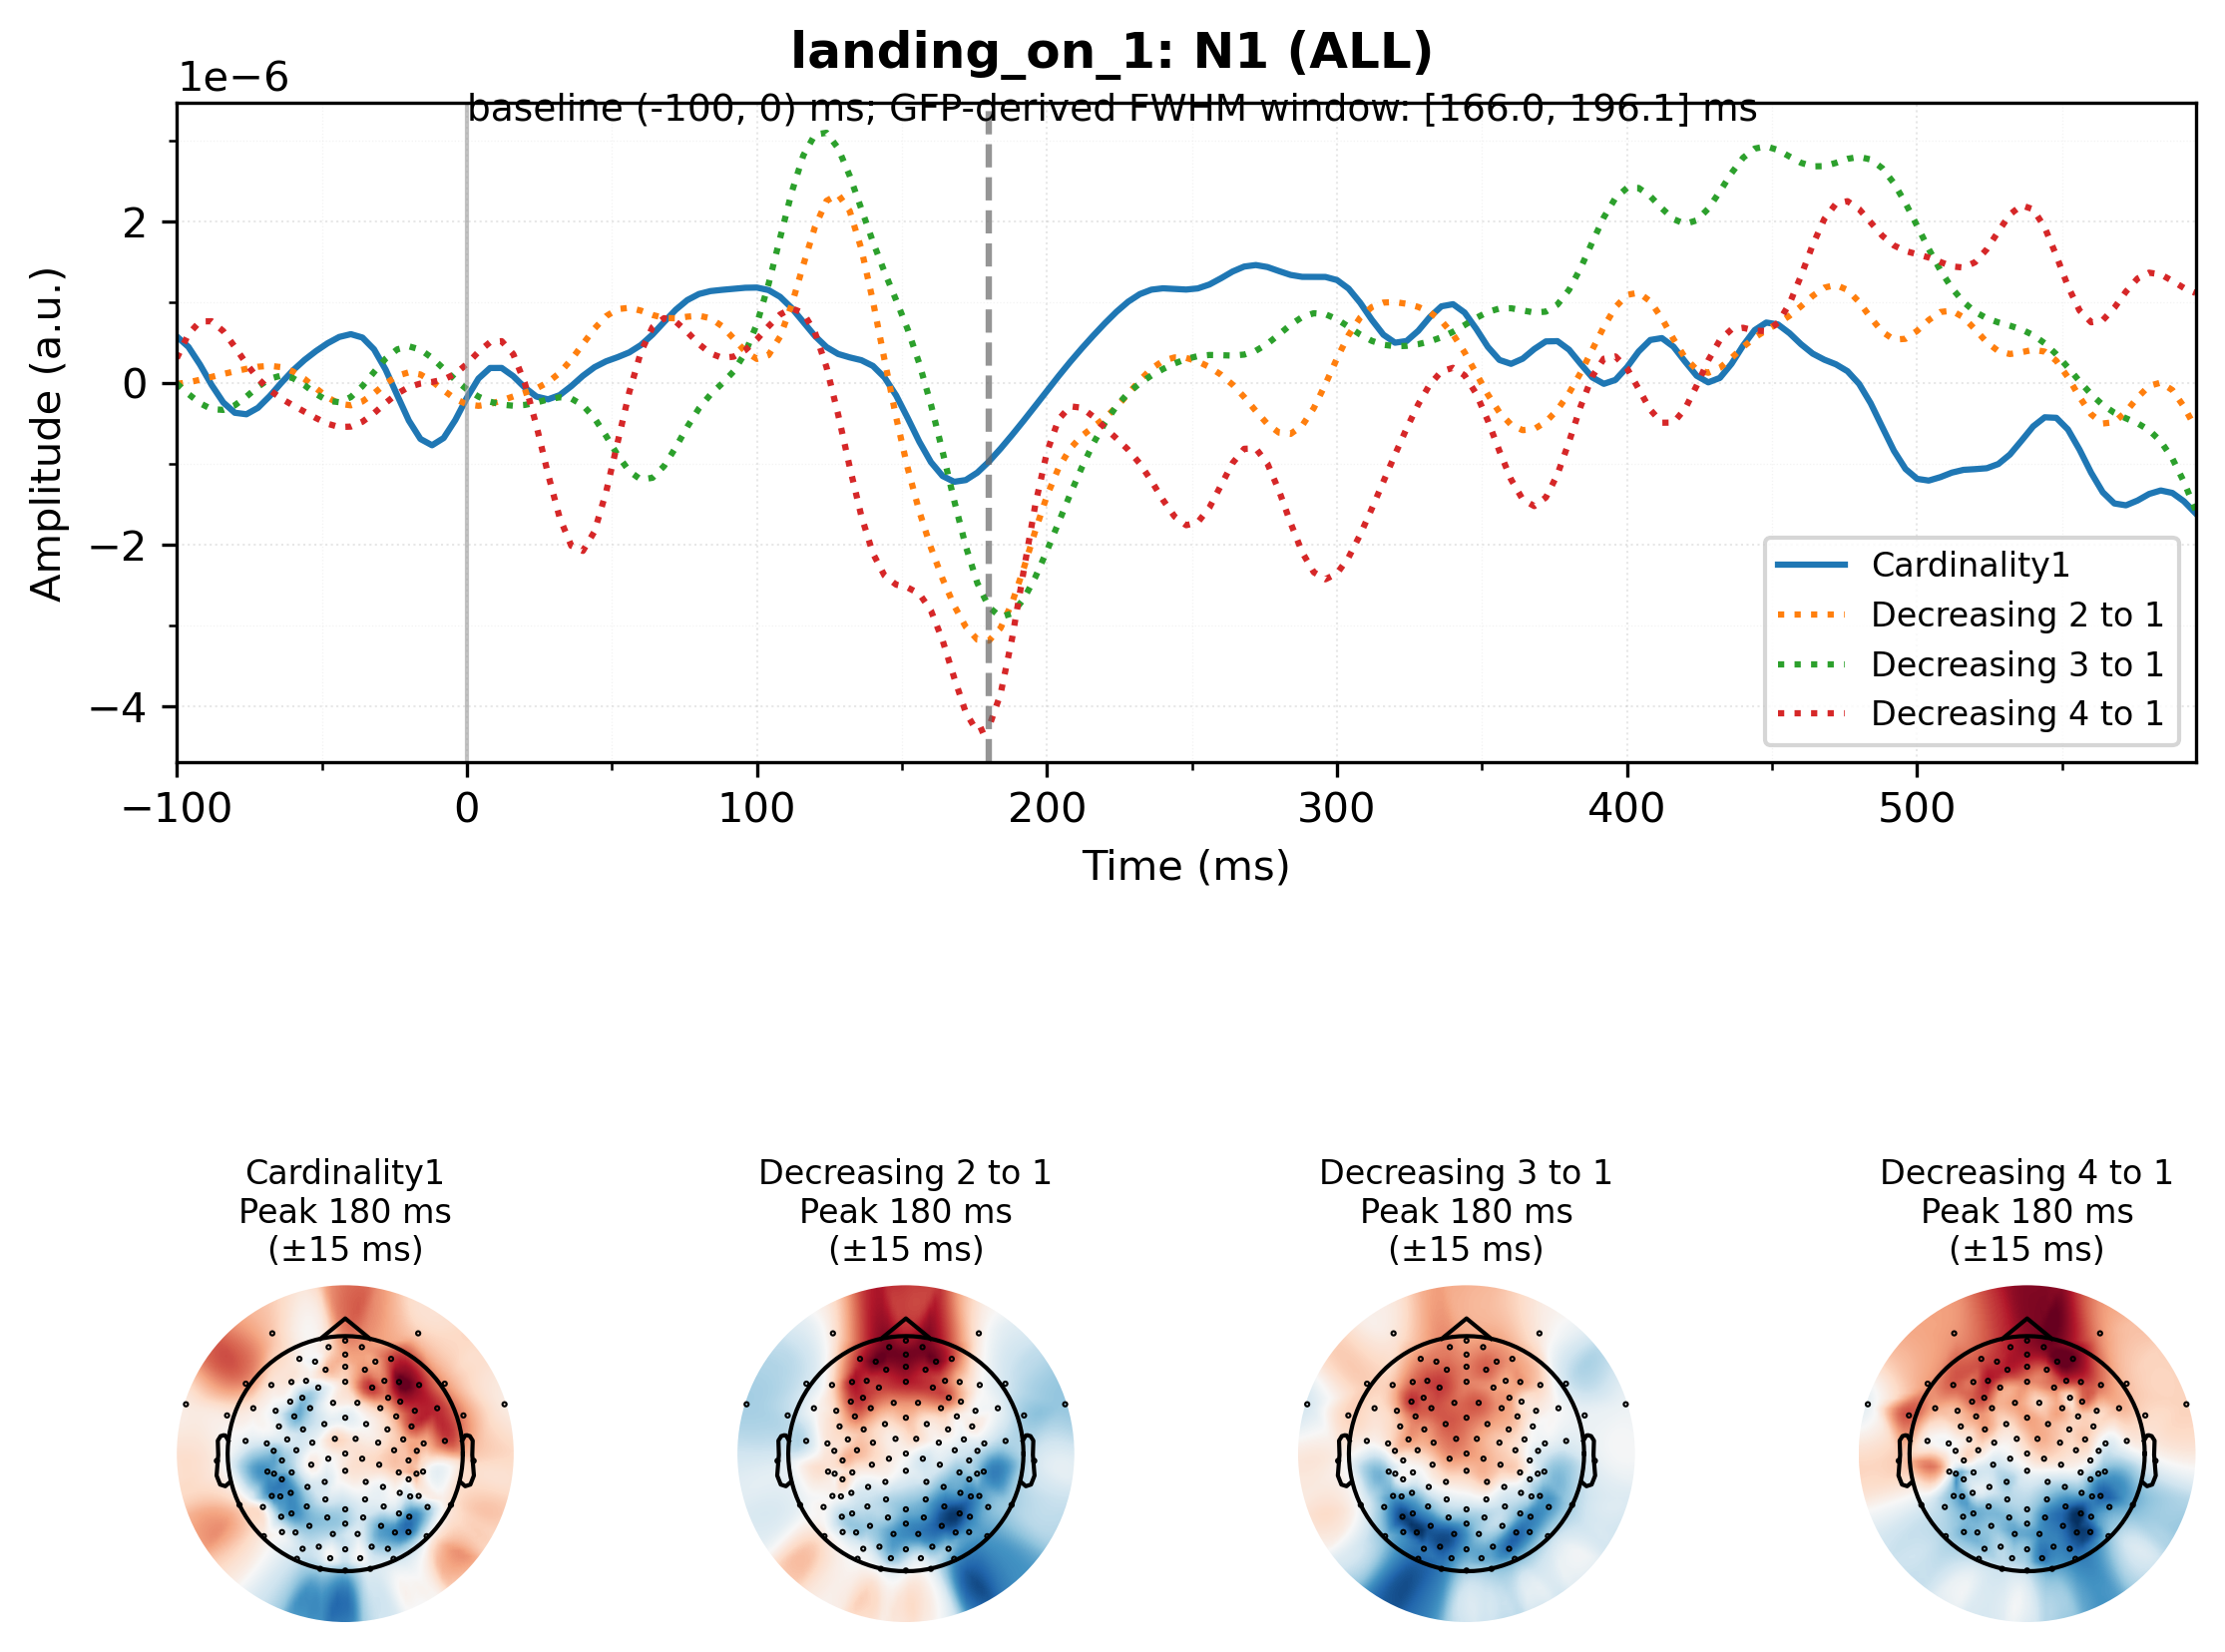 landing_on_1: N1 (ALL)
1e−6
baseline (-100, 0) ms; GFP-derived FWHM window: [166.0, 196.1] ms
Amplitude (a.u.)
2
0
−2
−4
Cardinality1
Decreasing 2 to 1
Decreasing 3 to 1
Decreasing 4 to 1
−100 0 100 200 300 400 500
Time (ms)
Cardinality1
Peak 180 ms
(±15 ms)
Decreasing 2 to 1
Peak 180 ms
(±15 ms)
Decreasing 3 to 1
Peak 180 ms
(±15 ms)
Decreasing 4 to 1
Peak 180 ms
(±15 ms)